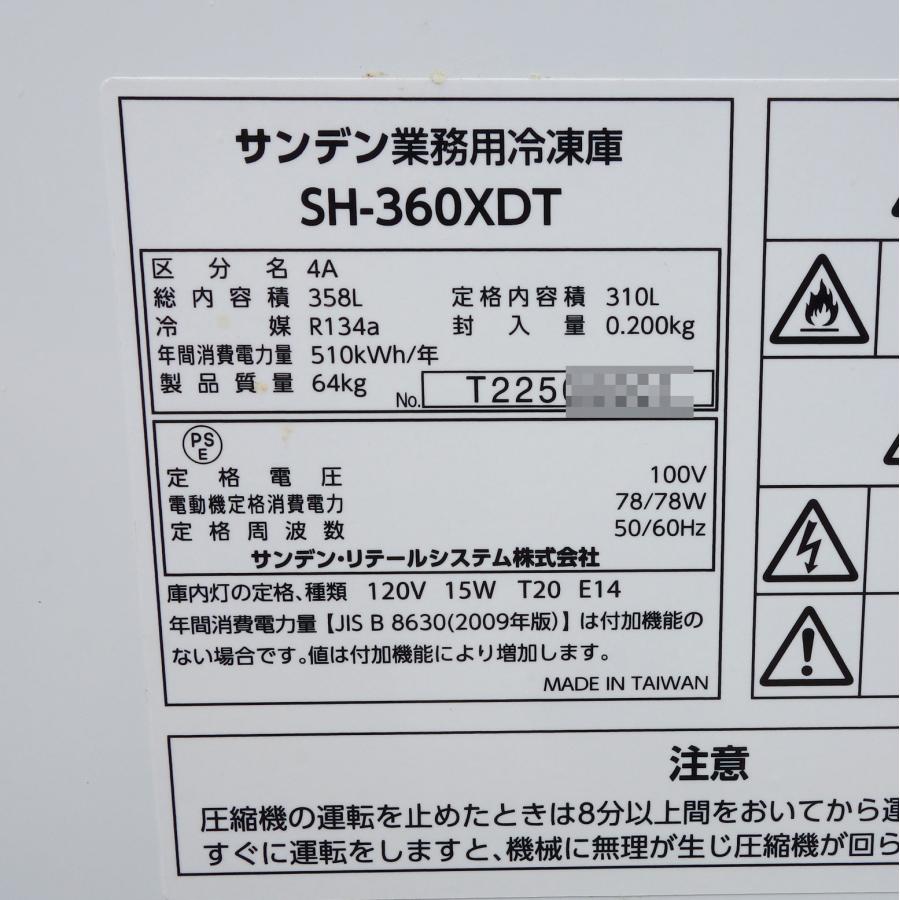 サンデン業務用冷凍庫
SH-360XDT
区分名 4A
総内容積 358L 定格内容積 310L
冷媒 R134a 封入量 0.200kg
年間消費電力量 510kWh/年
製品質量 64kg
No. T225
PS
E
定格電圧 100V
電動機定格消費電力 78/78W
定格周波数 50/60Hz
サンデン・リテールシステム株式会社
庫内灯の定格、種類 120V 15W T20 E14
年間消費電力量【JIS B 8630(2009年版)】は付加機能の
ない場合です。値は付加機能により増加します。
MADE IN TAIWAN
注意
圧縮機の運転を止めたときは8分以上間をおいてから運
すぐに運転をしますと、機械に無理が生じ圧縮機が回ら